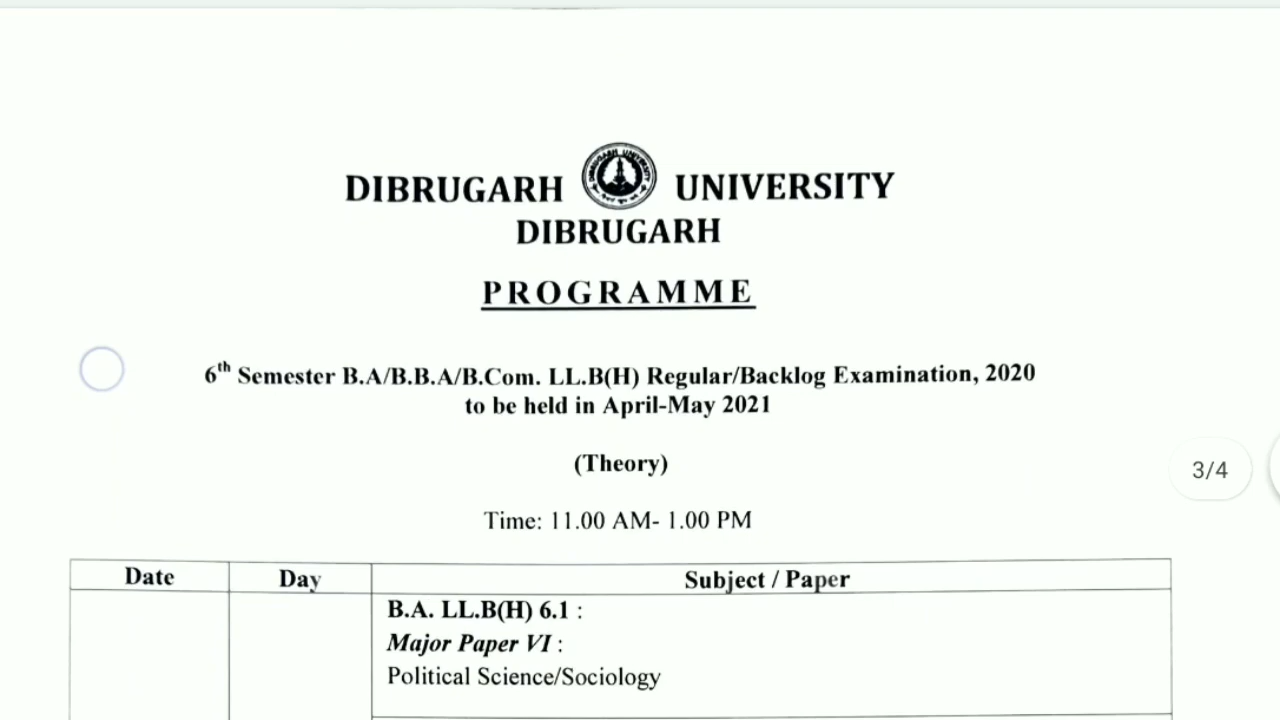 DIBRUGARH UNIVERSITY
DIBRUGARH
PROGRAMME
6th Semester B.A/B.B.A/B.Com. LL.B(H) Regular/Backlog Examination, 2020
to be held in April-May 2021
(Theory)
3/4
Time: 11.00 AM- 1.00 PM
Date Day Subject / Paper
B.A. LL.B(H) 6.1 :
Major Paper VI :
Political Science/Sociology